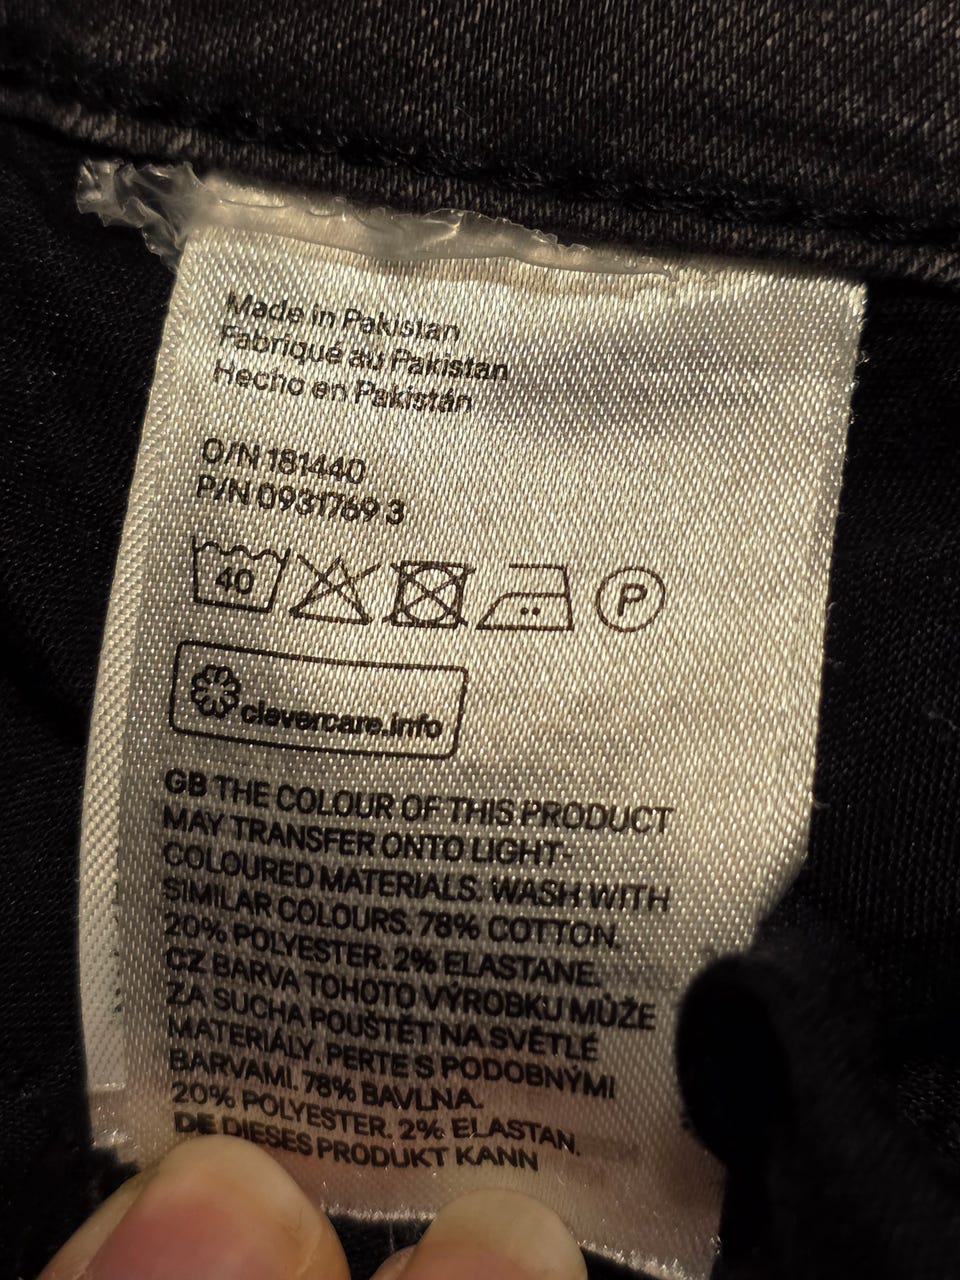 Made in Pakistan
Fabriqué au Pakistan
Hecho en Pakistán
O/N 181440
P/N 0931769 3
40
P
clevercare.info
GB THE COLOUR OF THIS PRODUCT
MAY TRANSFER ONTO LIGHT-
COLOURED MATERIALS. WASH WITH
SIMILAR COLOURS. 78% COTTON.
20% POLYESTER. 2% ELASTANE.
CZ BARVA TOHOTO VÝROBKU MŮŽE
ZA SUCHA POUŠTĚT NA SVĚTLÉ
MATERIÁLY. PERTE S PODOBNÝMI
BARVAMI. 78% BAVLNA.
20% POLYESTER. 2% ELASTAN.
DE DIESES PRODUKT KANN